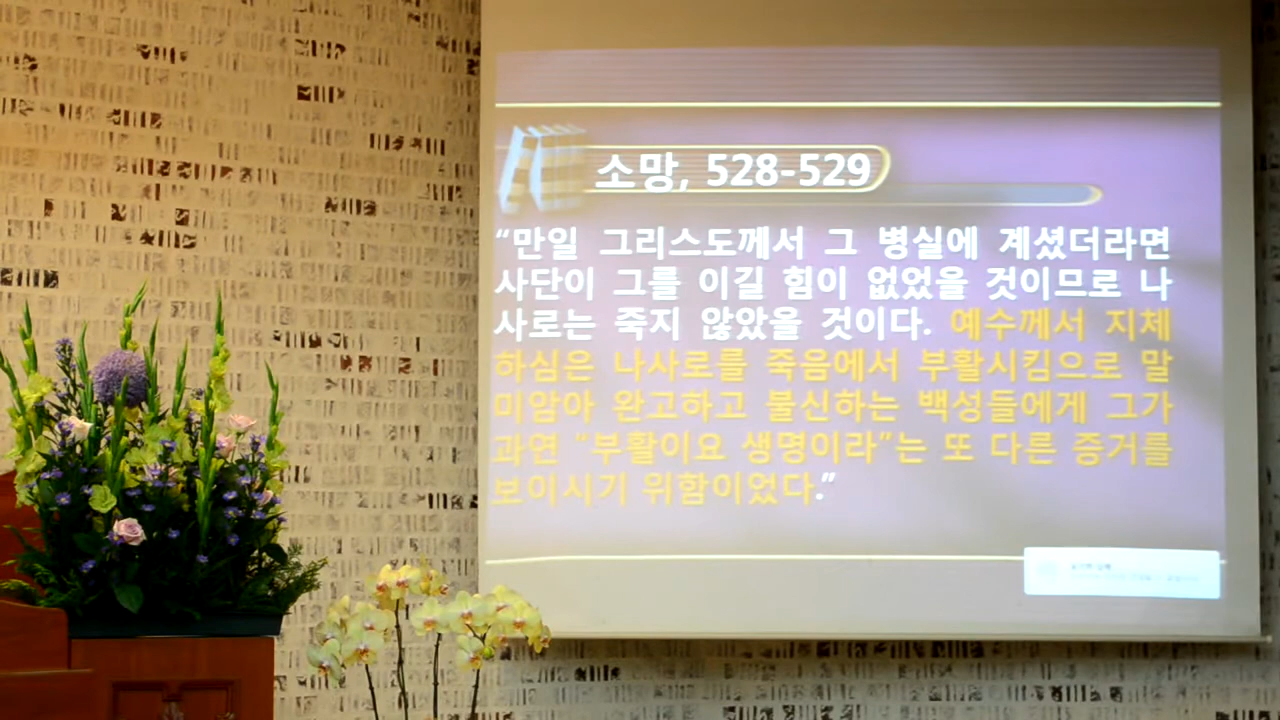 소망, 528-529
“만일 그리스도께서 그 병실에 계셨더라면
사단이 그를 이길 힘이 없었을 것이므로 나
사로는 죽지 않았을 것이다. 예수께서 지체
하심은 나사로를 죽음에서 부활시킴으로 말
미암아 완고하고 불신하는 백성들에게 그가
과연 “부활이요 생명이라”는 또 다른 증거를
보이시기 위함이었다.”